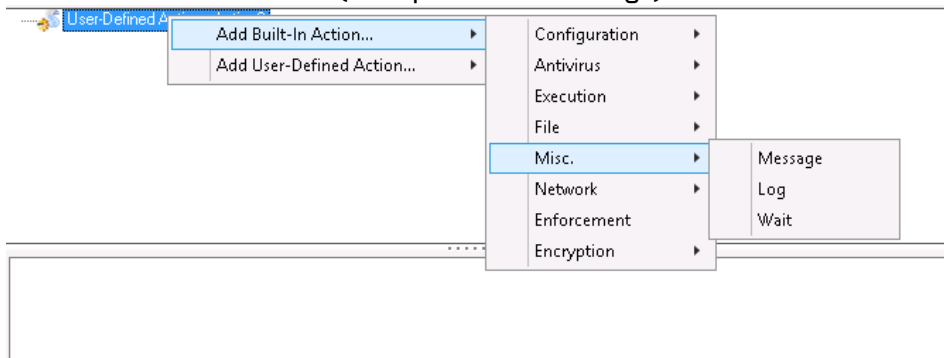 User-Defined
Add Built-In Action...
Add User-Defined Action...
Configuration
Antivirus
Execution
File
Misc.
Network
Enforcement
Encryption
Message
Log
Wait